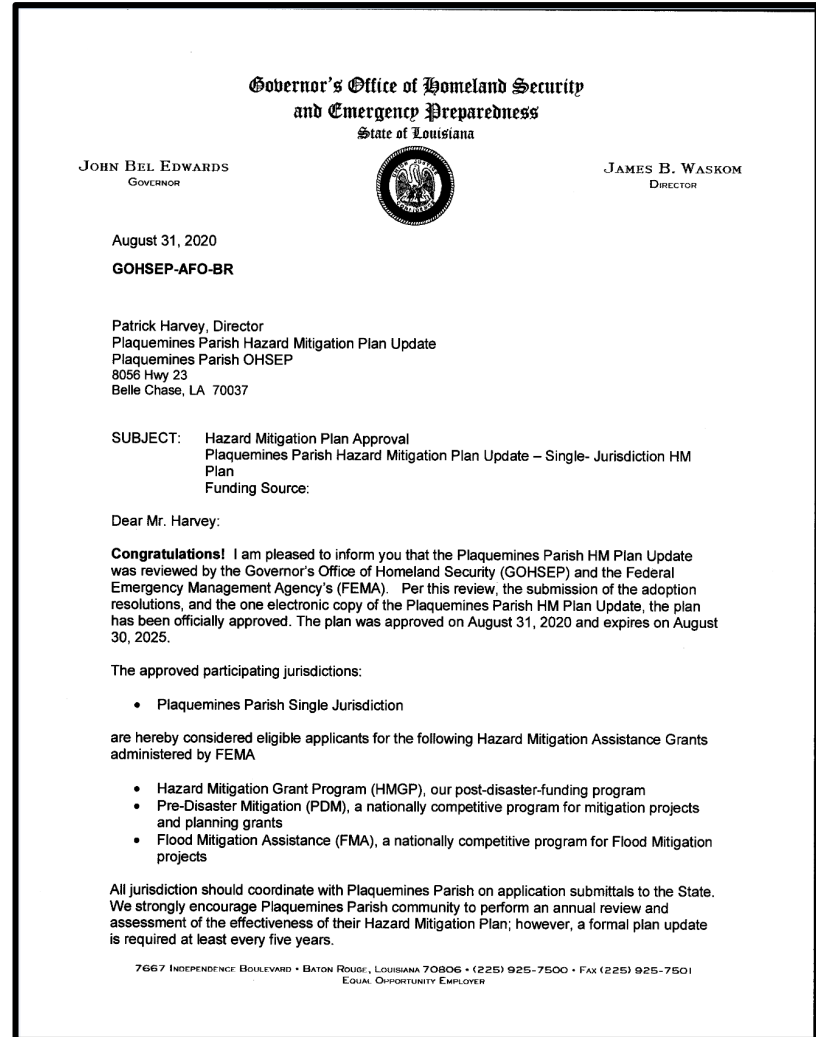 Governor's Office of Homeland Security
and Emergency Preparedness
State of Louisiana
JOHN BEL EDWARDS
GOVERNOR
JAMES B. WASKOM
DIRECTOR
UNION JUSTICE
CONFIDENCE
August 31, 2020
GOHSEP-AFO-BR
Patrick Harvey, Director
Plaquemines Parish Hazard Mitigation Plan Update
Plaquemines Parish OHSEP
8056 Hwy 23
Belle Chase, LA 70037
SUBJECT: Hazard Mitigation Plan Approval
Plaquemines Parish Hazard Mitigation Plan Update – Single- Jurisdiction HM
Plan
Funding Source:
Dear Mr. Harvey:
Congratulations! I am pleased to inform you that the Plaquemines Parish HM Plan Update
was reviewed by the Governor's Office of Homeland Security (GOHSEP) and the Federal
Emergency Management Agency's (FEMA). Per this review, the submission of the adoption
resolutions, and the one electronic copy of the Plaquemines Parish HM Plan Update, the plan
has been officially approved. The plan was approved on August 31, 2020 and expires on August
30, 2025.
The approved participating jurisdictions:
• Plaquemines Parish Single Jurisdiction
are hereby considered eligible applicants for the following Hazard Mitigation Assistance Grants
administered by FEMA
• Hazard Mitigation Grant Program (HMGP), our post-disaster-funding program
• Pre-Disaster Mitigation (PDM), a nationally competitive program for mitigation projects
and planning grants
• Flood Mitigation Assistance (FMA), a nationally competitive program for Flood Mitigation
projects
All jurisdiction should coordinate with Plaquemines Parish on application submittals to the State.
We strongly encourage Plaquemines Parish community to perform an annual review and
assessment of the effectiveness of their Hazard Mitigation Plan; however, a formal plan update
is required at least every five years.
7667 INDEPENDENCE BOULEVARD • BATON ROUGE, LOUISIANA 70806 • (225) 925-7500 • FAX (225) 925-7501
EQUAL OPPORTUNITY EMPLOYER